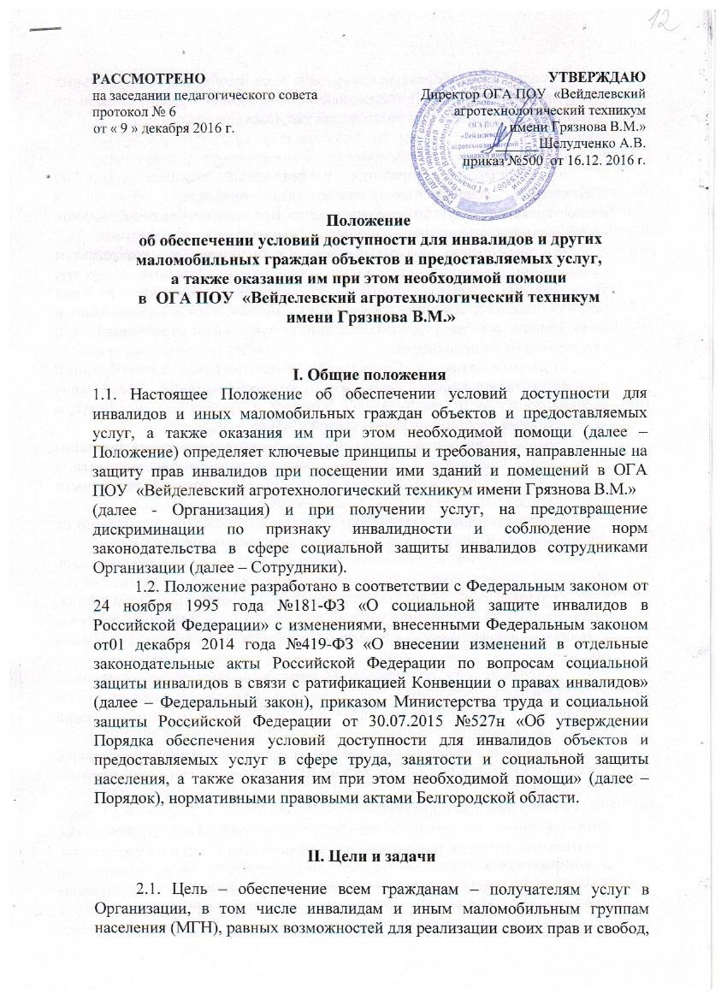 12
РАССМОТРЕНО
на заседании педагогического совета
протокол № 6
от « 9 » декабря 2016 г.
УТВЕРЖДАЮ
Директор ОГА ПОУ «Вейделевский
агротехнологический техникум
имени Грязнова В.М.»
Шелудченко А.В.
приказ №500 от 16.12. 2016 г.
ОГА ПОУ
«Вейделевский
агротехнологический
техникум имени
Положение
об обеспечении условий доступности для инвалидов и других
маломобильных граждан объектов и предоставляемых услуг,
а также оказания им при этом необходимой помощи
в ОГА ПОУ «Вейделевский агротехнологический техникум
имени Грязнова В.М.»
I. Общие положения
1.1. Настоящее Положение об обеспечении условий доступности для
инвалидов и иных маломобильных граждан объектов и предоставляемых
услуг, а также оказания им при этом необходимой помощи (далее –
Положение) определяет ключевые принципы и требования, направленные на
защиту прав инвалидов при посещении ими зданий и помещений в ОГА
ПОУ «Вейделевский агротехнологический техникум имени Грязнова В.М.»
(далее - Организация) и при получении услуг, на предотвращение
дискриминации по признаку инвалидности и соблюдение норм
законодательства в сфере социальной защиты инвалидов сотрудниками
Организации (далее – Сотрудники).
1.2. Положение разработано в соответствии с Федеральным законом от
24 ноября 1995 года №181-ФЗ «О социальной защите инвалидов в
Российской Федерации» с изменениями, внесенными Федеральным законом
от01 декабря 2014 года №419-ФЗ «О внесении изменений в отдельные
законодательные акты Российской Федерации по вопросам социальной
защиты инвалидов в связи с ратификацией Конвенции о правах инвалидов»
(далее – Федеральный закон), приказом Министерства труда и социальной
защиты Российской Федерации от 30.07.2015 №527н «Об утверждении
Порядка обеспечения условий доступности для инвалидов объектов и
предоставляемых услуг в сфере труда, занятости и социальной защиты
населения, а также оказания им при этом необходимой помощи» (далее –
Порядок), нормативными правовыми актами Белгородской области.
II. Цели и задачи
2.1. Цель – обеспечение всем гражданам – получателям услуг в
Организации, в том числе инвалидам и иным маломобильным группам
населения (МГН), равных возможностей для реализации своих прав и свобод,